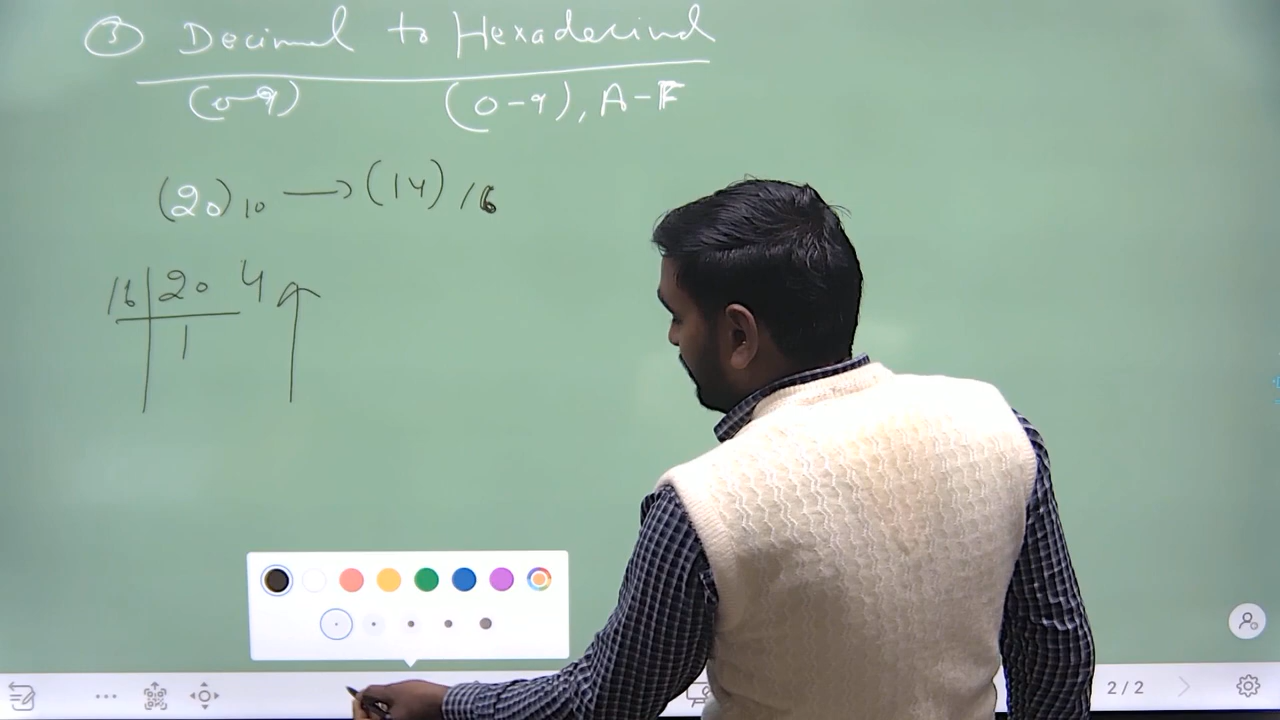 ③ Decimal to Hexadecimal
(0-9) (0-9), A-F
(20)10 → (14)16
16 20 4
1
2/2